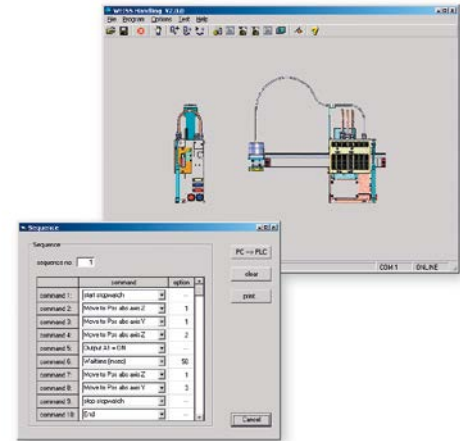 WEISS Handling V2.0.0
File Program Options Test Help
COM 1 ONLINE
Sequence
Sequence
sequence no. 1
PC --> PLC
clear
print
command option
command 1: start stopwatch --
command 2: Move to Pos abs axis Z 1
command 3: Move to Pos abs axis Y 1
command 4: Move to Pos abs axis Z 2
command 5: Output A1 = ON --
command 6: Waittime (msec) 50
command 7: Move to Pos abs axis Z 1
command 8: Move to Pos abs axis Y 3
command 9: stop stopwatch --
command 10: End
Cancel